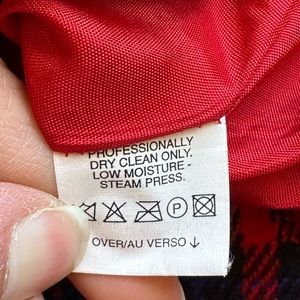 PROFESSIONALLY
DRY CLEAN ONLY.
LOW MOISTURE -
STEAM PRESS.
P
OVER/AU VERSO ↓